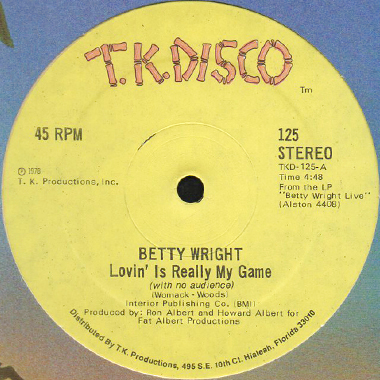 T.K.DISCO
Tm
45 RPM
125
STEREO
℗ 1978
T. K. Productions, Inc.
TKD-125-A
Time 4:48
From the LP
"Betty Wright Live"
(Alston 4408)
BETTY WRIGHT
Lovin' Is Really My Game
(with no audience)
(Womack - Woods)
Interior Publishing Co. (BMI)
Produced by: Ron Albert and Howard Albert for
Fat Albert Productions
Distributed By T.K. Productions, 495 S.E. 10th Ct. Hialeah, Florida 33010